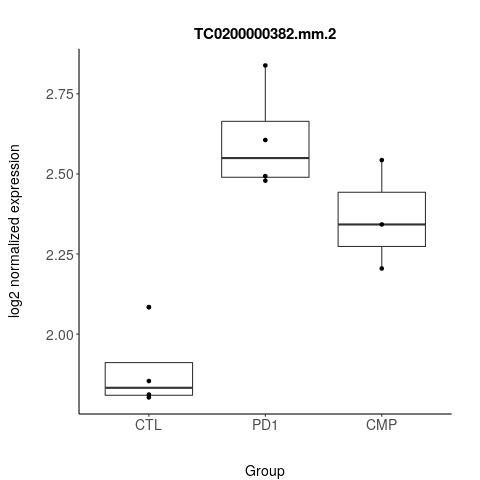 TC0200000382.mm.2
log2 normalized expression
2.75
2.50
2.25
2.00
CTL PD1 CMP
Group